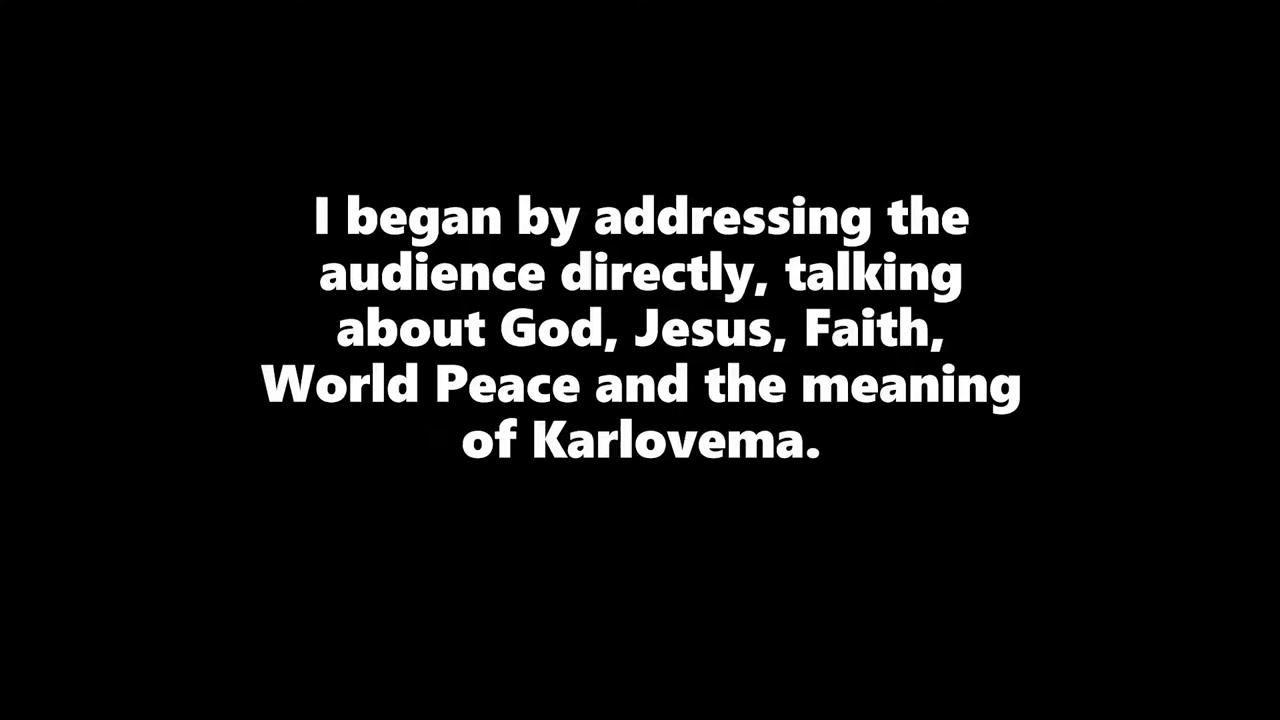 I began by addressing the
audience directly, talking
about God, Jesus, Faith,
World Peace and the meaning
of Karlovema.